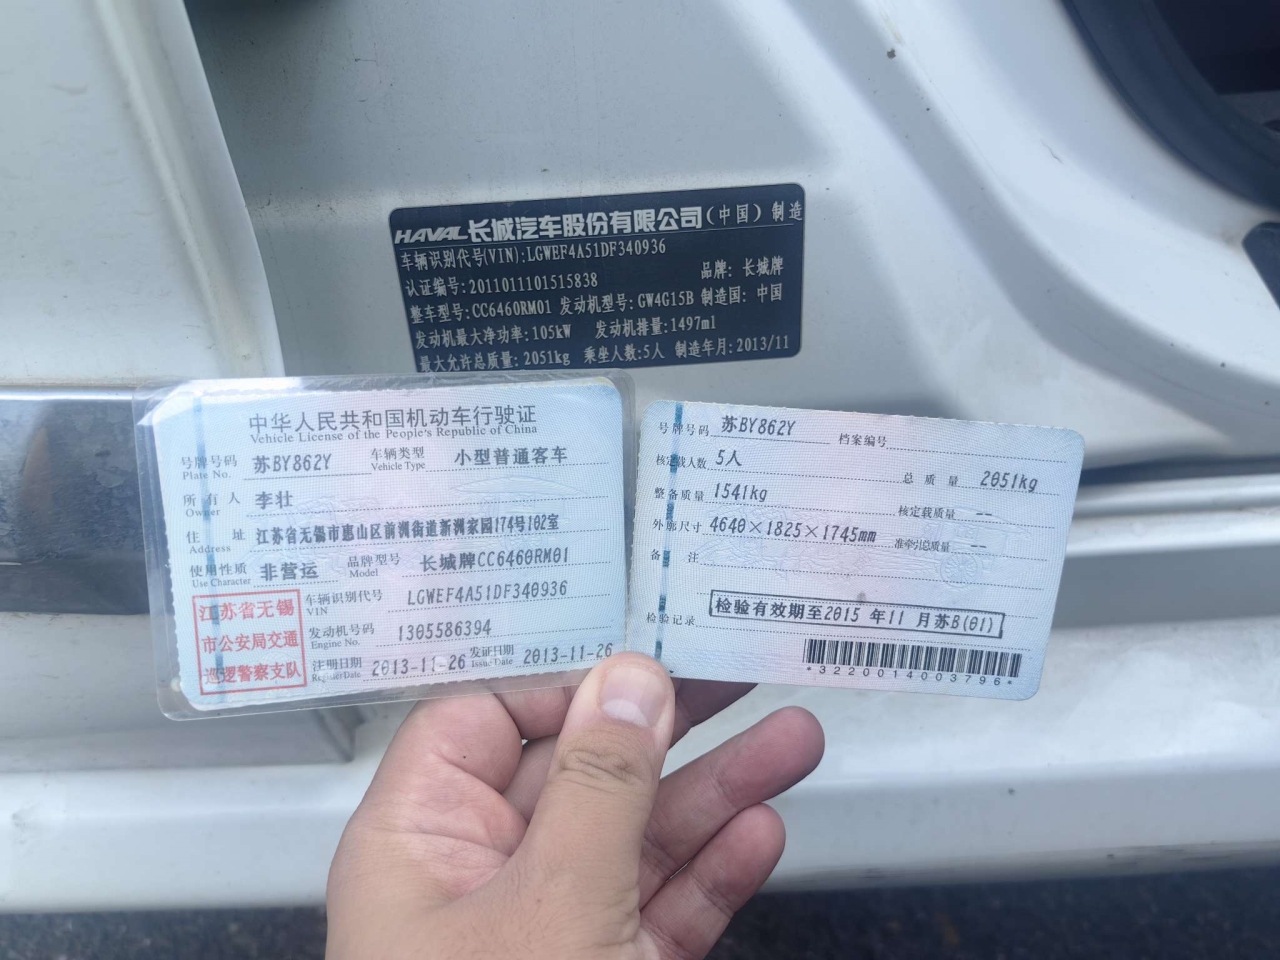 HAVAL 长城汽车股份有限公司(中国)制造
车辆识别代号(VIN):LGWEF4A51DF340936
认证编号:2011011101515838 品牌:长城牌
整车型号:CC6460RM01 发动机型号:GW4G15B 制造国:中国
发动机最大净功率:105kW 发动机排量:1497ml
最大允许总质量:2051kg 乘坐人数:5人 制造年月:2013/11
中华人民共和国机动车行驶证
Vehicle License of the People's Republic of China
号牌号码 苏BY862Y 车辆类型 小型普通客车
Plate No. Vehicle Type
所有人 李壮
Owner
住址 江苏省无锡市惠山区前洲街道新洲家园174号102室
Address
使用性质 非营运 品牌型号 长城牌CC6460RM01
Use Character Model
江苏省无锡
市公安局交通
巡逻警察支队
车辆识别代号 LGWEF4A51DF340936
VIN
发动机号码 1305586394
Engine No.
注册日期 2013-11-26 发证日期 2013-11-26
Register Date Issue Date
号牌号码 苏BY862Y 档案编号
核定载人数 5人 总质量 2051kg
整备质量 1541kg 核定载质量 --
外廓尺寸 4640×1825×1745mm 准牵引总质量 --
备注
检验记录 检验有效期至2015年11月苏B(01)
*3220014003796*